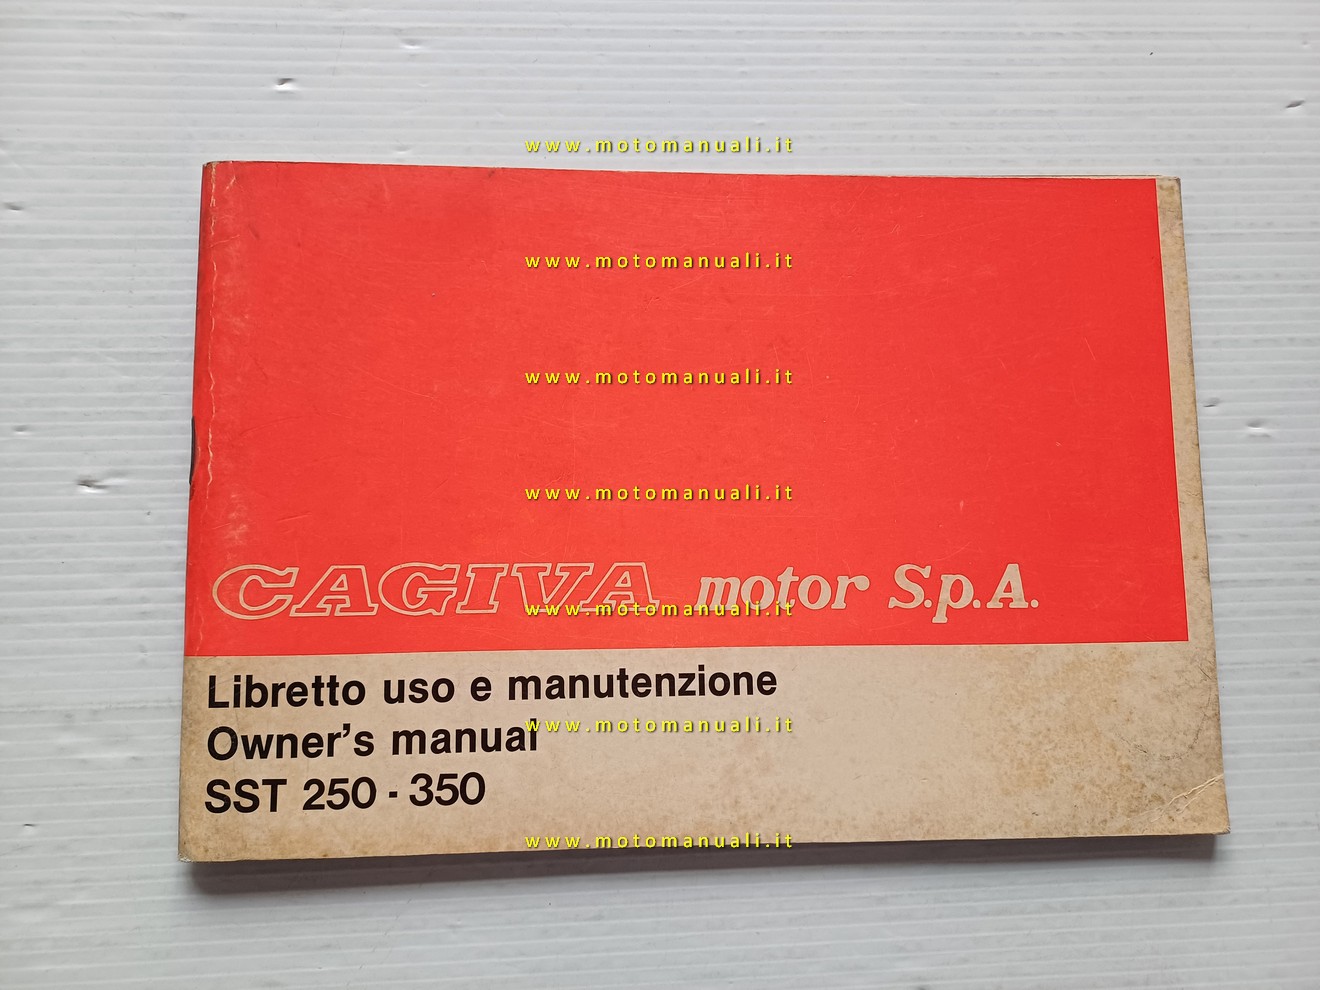 www.motomanuali.it
www.motomanuali.it
www.motomanuali.it
www.motomanuali.it
CAGIVA motor S.p.A.
www.motomanuali.it
Libretto uso e manutenzione
www.motomanuali.it
Owner's manual
SST 250 - 350
www.motomanuali.it